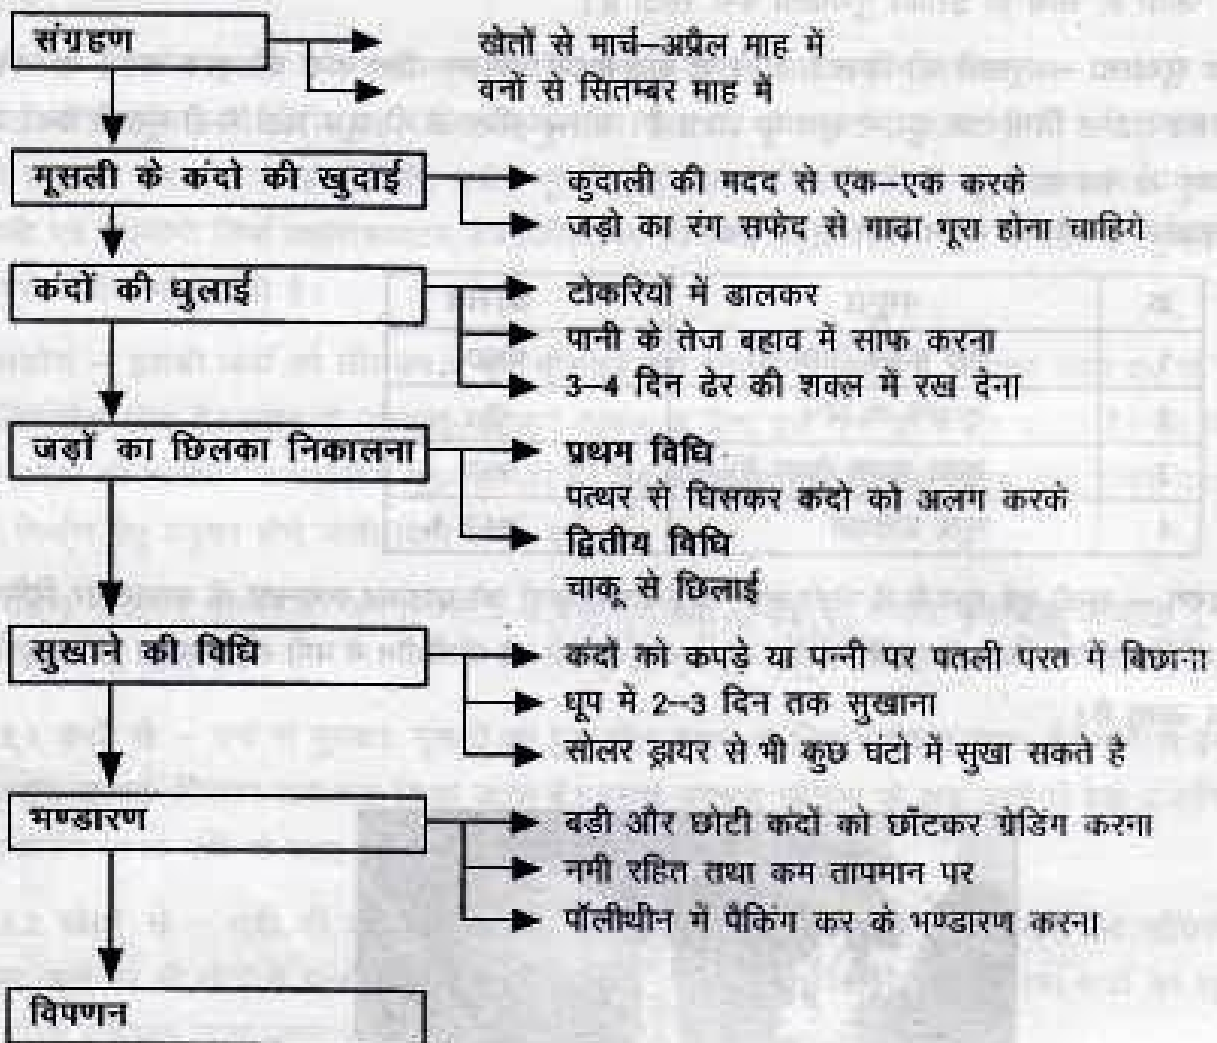 संग्रहण
खेतों से मार्च–अप्रैल माह में
वनों से सितम्बर माह में
मूसली के कंदो की खुदाई
कुदाली की मदद से एक–एक करके
जड़ो का रंग सफेद से गाढ़ा भूरा होना चाहिये
कंदों की धुलाई
टोकरियों में डालकर
पानी के तेज बहाव में साफ करना
3–4 दिन ढेर की शक्ल में रख देना
जड़ों का छिलका निकालना
प्रथम विधि
पत्थर से घिसकर कंदो को अलग करके
द्वितीय विधि
चाकू से छिलाई
सुखाने की विधि
कंदों को कपड़े या पन्नी पर पतली परत में बिछाना
धूप में 2--3 दिन तक सुखाना
सोलर ड्रायर से भी कुछ घंटो में सुखा सकते है
भण्डारण
बडी और छोटी कंदों को छाँटकर ग्रेडिंग करना
नमी रहित तथा कम तापमान पर
पॉलीथीन में पैकिंग कर के भण्डारण करना
विपणन